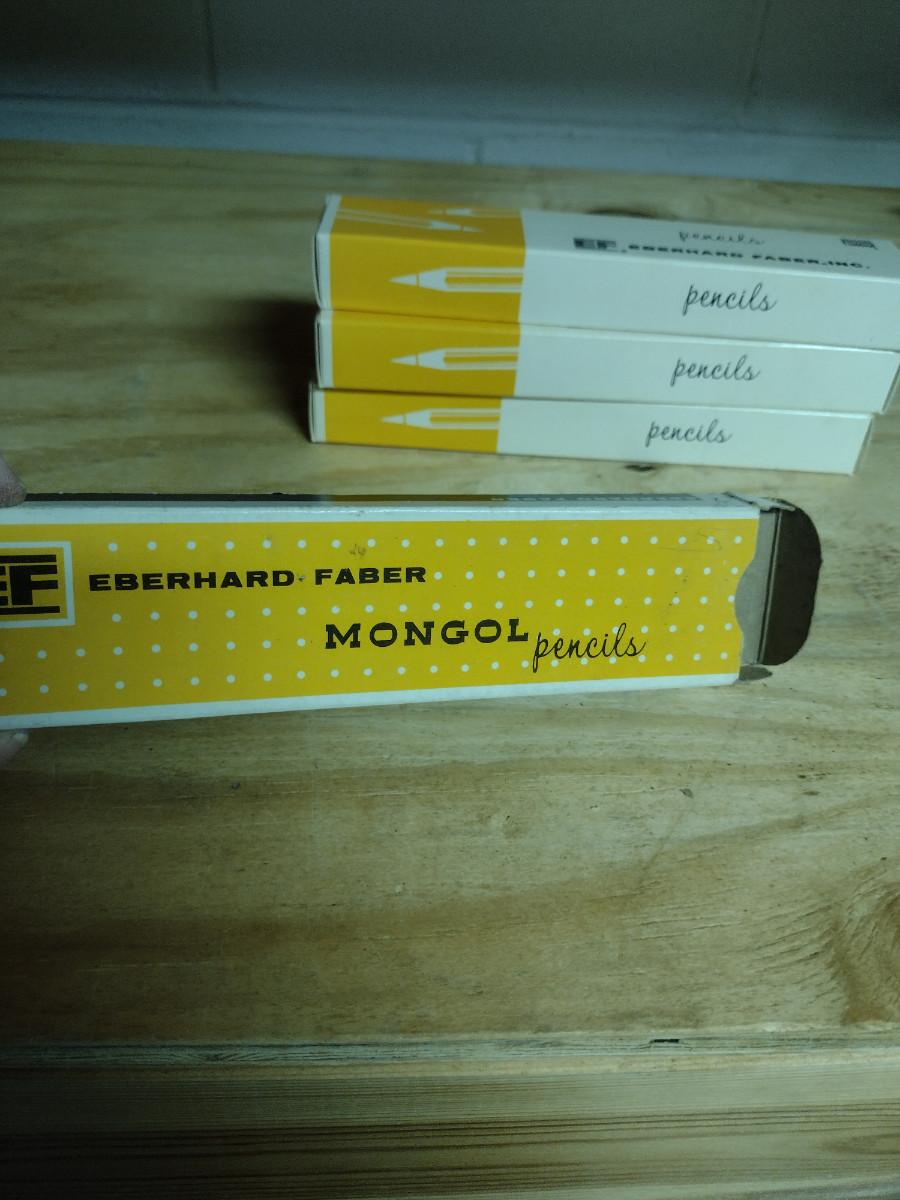 pencils
EF. EBERHARD FABER, INC.
pencils
pencils
pencils
EF
EBERHARD FABER
MONGOL pencils